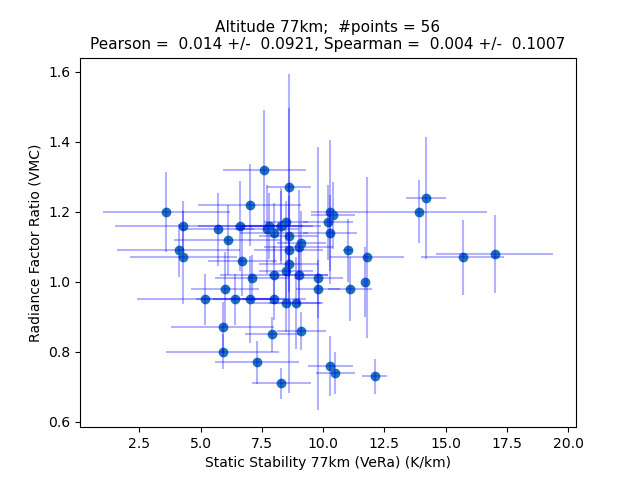 Altitude 77km;  #points = 56
Pearson =  0.014 +/-  0.0921, Spearman =  0.004 +/-  0.1007
Radiance Factor Ratio (VMC)
1.6
1.4
1.2
1.0
0.8
0.6
2.5 5.0 7.5 10.0 12.5 15.0 17.5 20.0
Static Stability 77km (VeRa) (K/km)